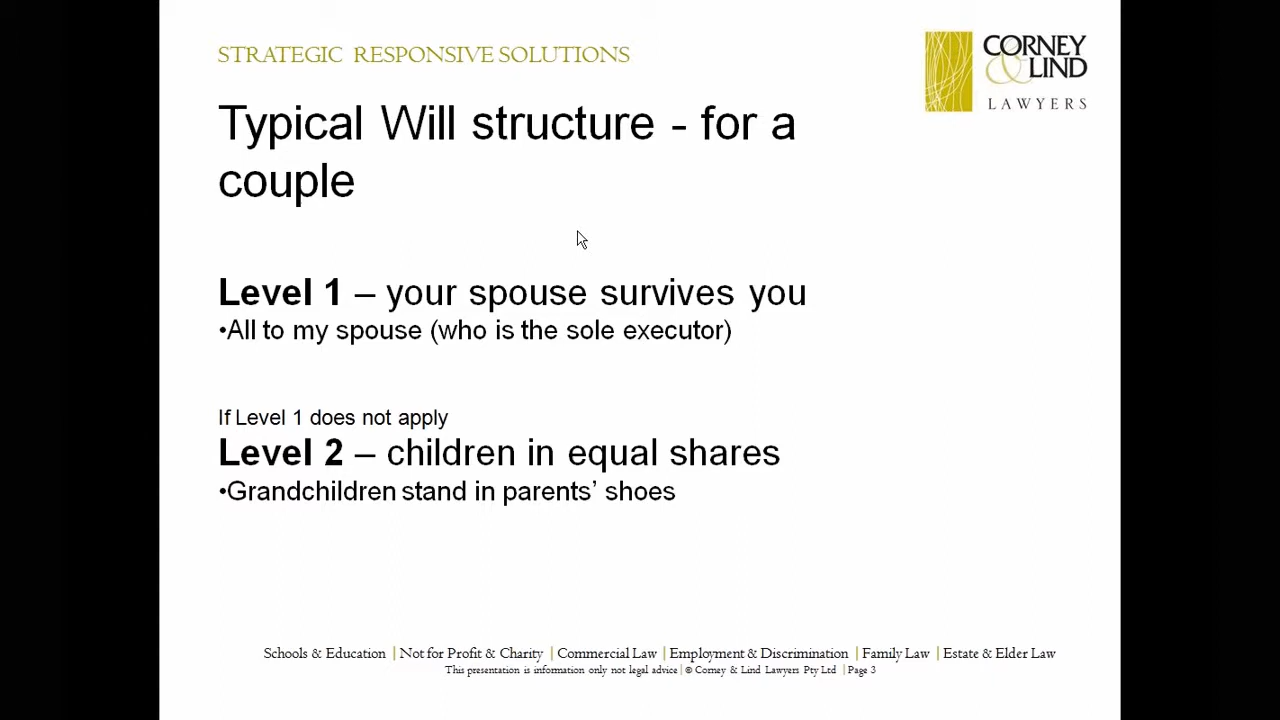 STRATEGIC RESPONSIVE SOLUTIONS
CORNEY
& LIND
LAWYERS
Typical Will structure - for a
couple
Level 1 – your spouse survives you
•All to my spouse (who is the sole executor)
If Level 1 does not apply
Level 2 – children in equal shares
•Grandchildren stand in parents’ shoes
Schools & Education | Not for Profit & Charity | Commercial Law | Employment & Discrimination | Family Law | Estate & Elder Law
This presentation is information only not legal advice | © Corney & Lind Lawyers Pty Ltd | Page 3